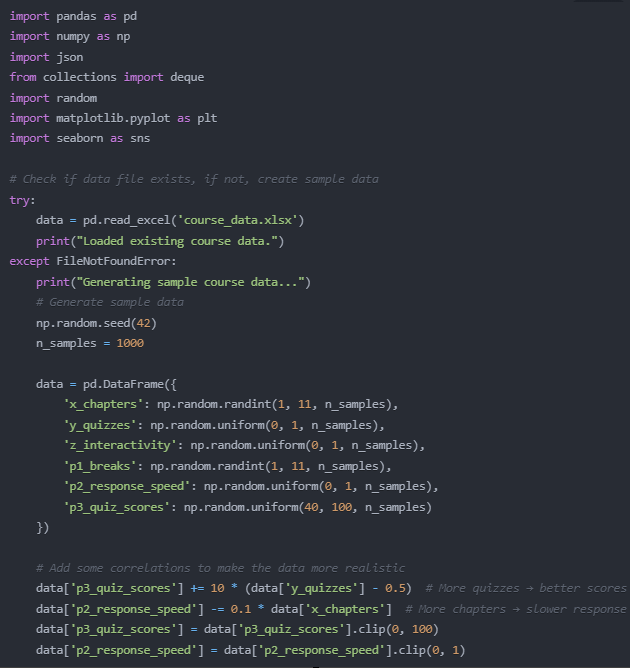 import pandas as pd
import numpy as np
import json
from collections import deque
import random
import matplotlib.pyplot as plt
import seaborn as sns

# Check if data file exists, if not, create sample data
try:
    data = pd.read_excel('course_data.xlsx')
    print("Loaded existing course data.")
except FileNotFoundError:
    print("Generating sample course data...")
    # Generate sample data
    np.random.seed(42)
    n_samples = 1000

    data = pd.DataFrame({
        'x_chapters': np.random.randint(1, 11, n_samples),
        'y_quizzes': np.random.uniform(0, 1, n_samples),
        'z_interactivity': np.random.uniform(0, 1, n_samples),
        'p1_breaks': np.random.randint(1, 11, n_samples),
        'p2_response_speed': np.random.uniform(0, 1, n_samples),
        'p3_quiz_scores': np.random.uniform(40, 100, n_samples)
    })

    # Add some correlations to make the data more realistic
    data['p3_quiz_scores'] += 10 * (data['y_quizzes'] - 0.5)  # More quizzes → better scores
    data['p2_response_speed'] -= 0.1 * data['x_chapters']  # More chapters → slower response
    data['p3_quiz_scores'] = data['p3_quiz_scores'].clip(0, 100)
    data['p2_response_speed'] = data['p2_response_speed'].clip(0, 1)